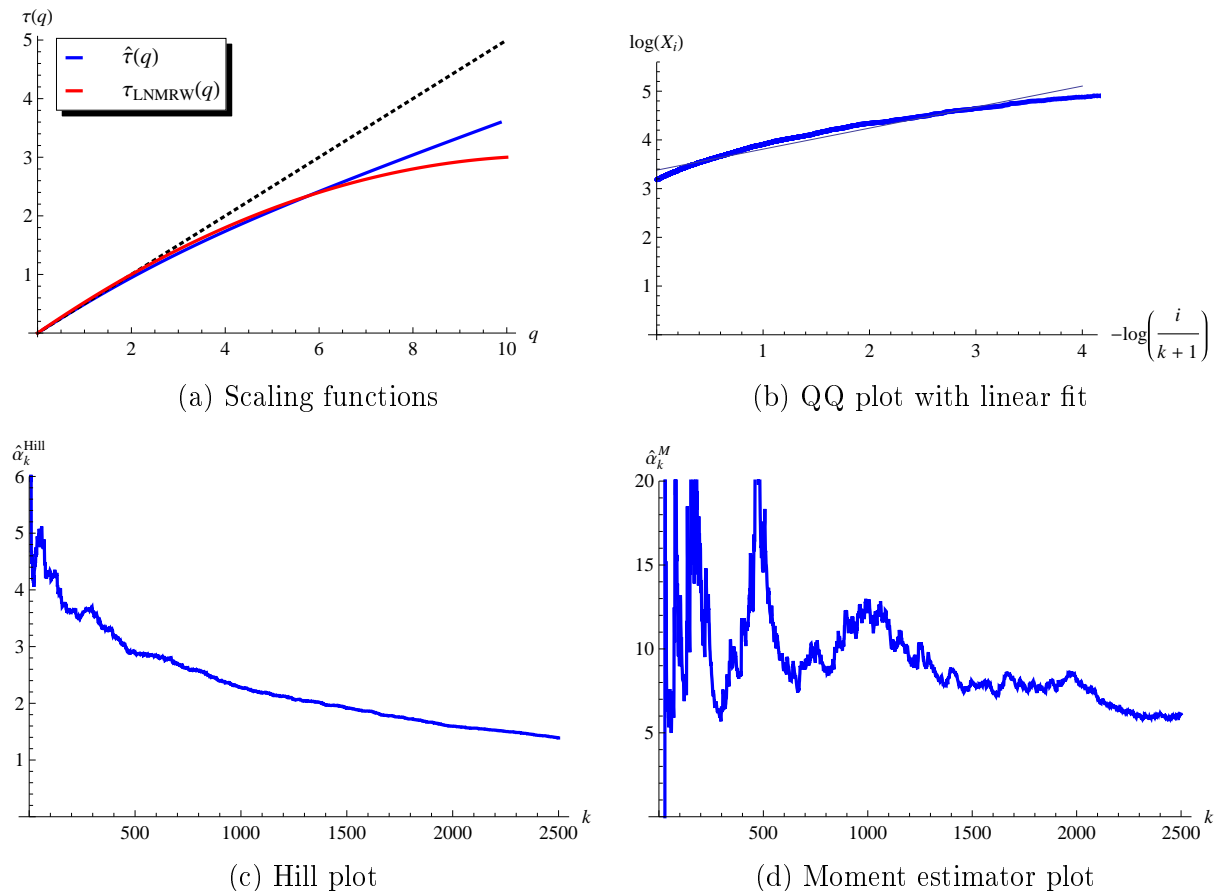 τ(q)
5
4
3
2
1
τ̂(q)
τ_LNMRW(q)
2 4 6 8 10 q
(a) Scaling functions
log(X_i)
5
4
3
2
1
1 2 3 4 −log(i/(k+1))
(b) QQ plot with linear fit
α̂_k^Hill
6
5
4
3
2
1
500 1000 1500 2000 2500 k
(c) Hill plot
α̂_k^M
20
15
10
5
500 1000 1500 2000 2500 k
(d) Moment estimator plot